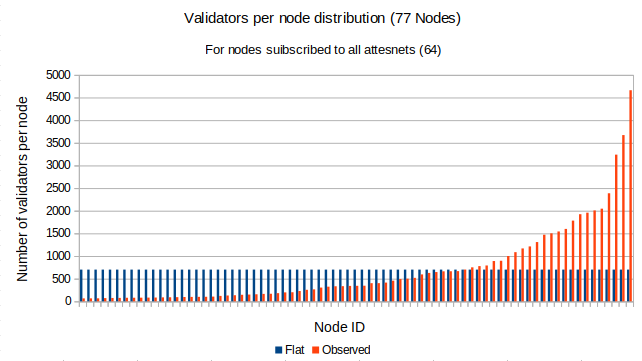 Validators per node distribution (77 Nodes)
For nodes suibscribed to all attesnets (64)
Number of validators per node
5000
4500
4000
3500
3000
2500
2000
1500
1000
500
0
Node ID
Flat Observed